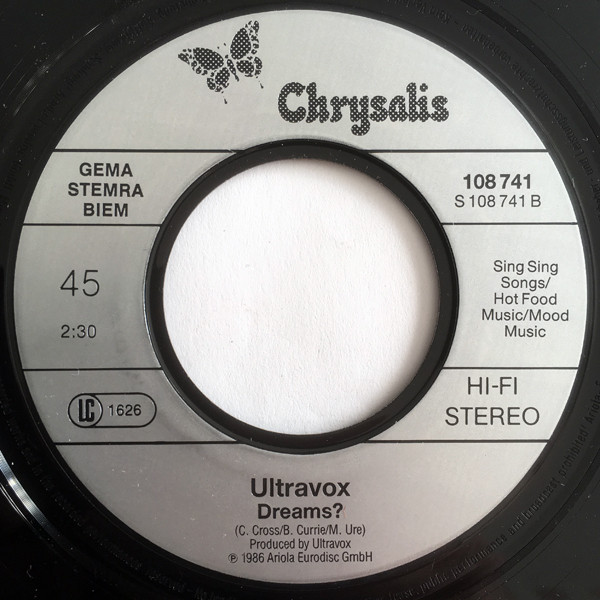 Chrysalis
GEMA
STEMRA
BIEM
108 741
S 108 741 B
45
2:30
Sing Sing
Songs/
Hot Food
Music/Mood
Music
LC 1626
HI-FI
STEREO
Ultravox
Dreams?
(C. Cross/B. Currie/M. Ure)
Produced by Ultravox
℗ 1986 Ariola Eurodisc GmbH